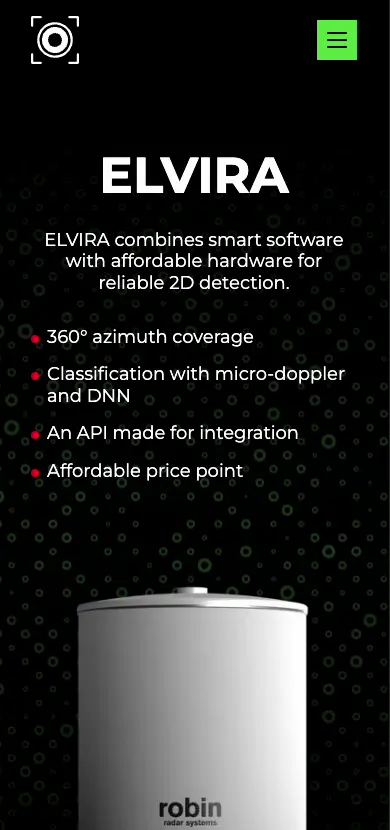 ELVIRA
ELVIRA combines smart software
with affordable hardware for
reliable 2D detection.
360° azimuth coverage
Classification with micro-doppler
and DNN
An API made for integration
Affordable price point
robin
radar systems